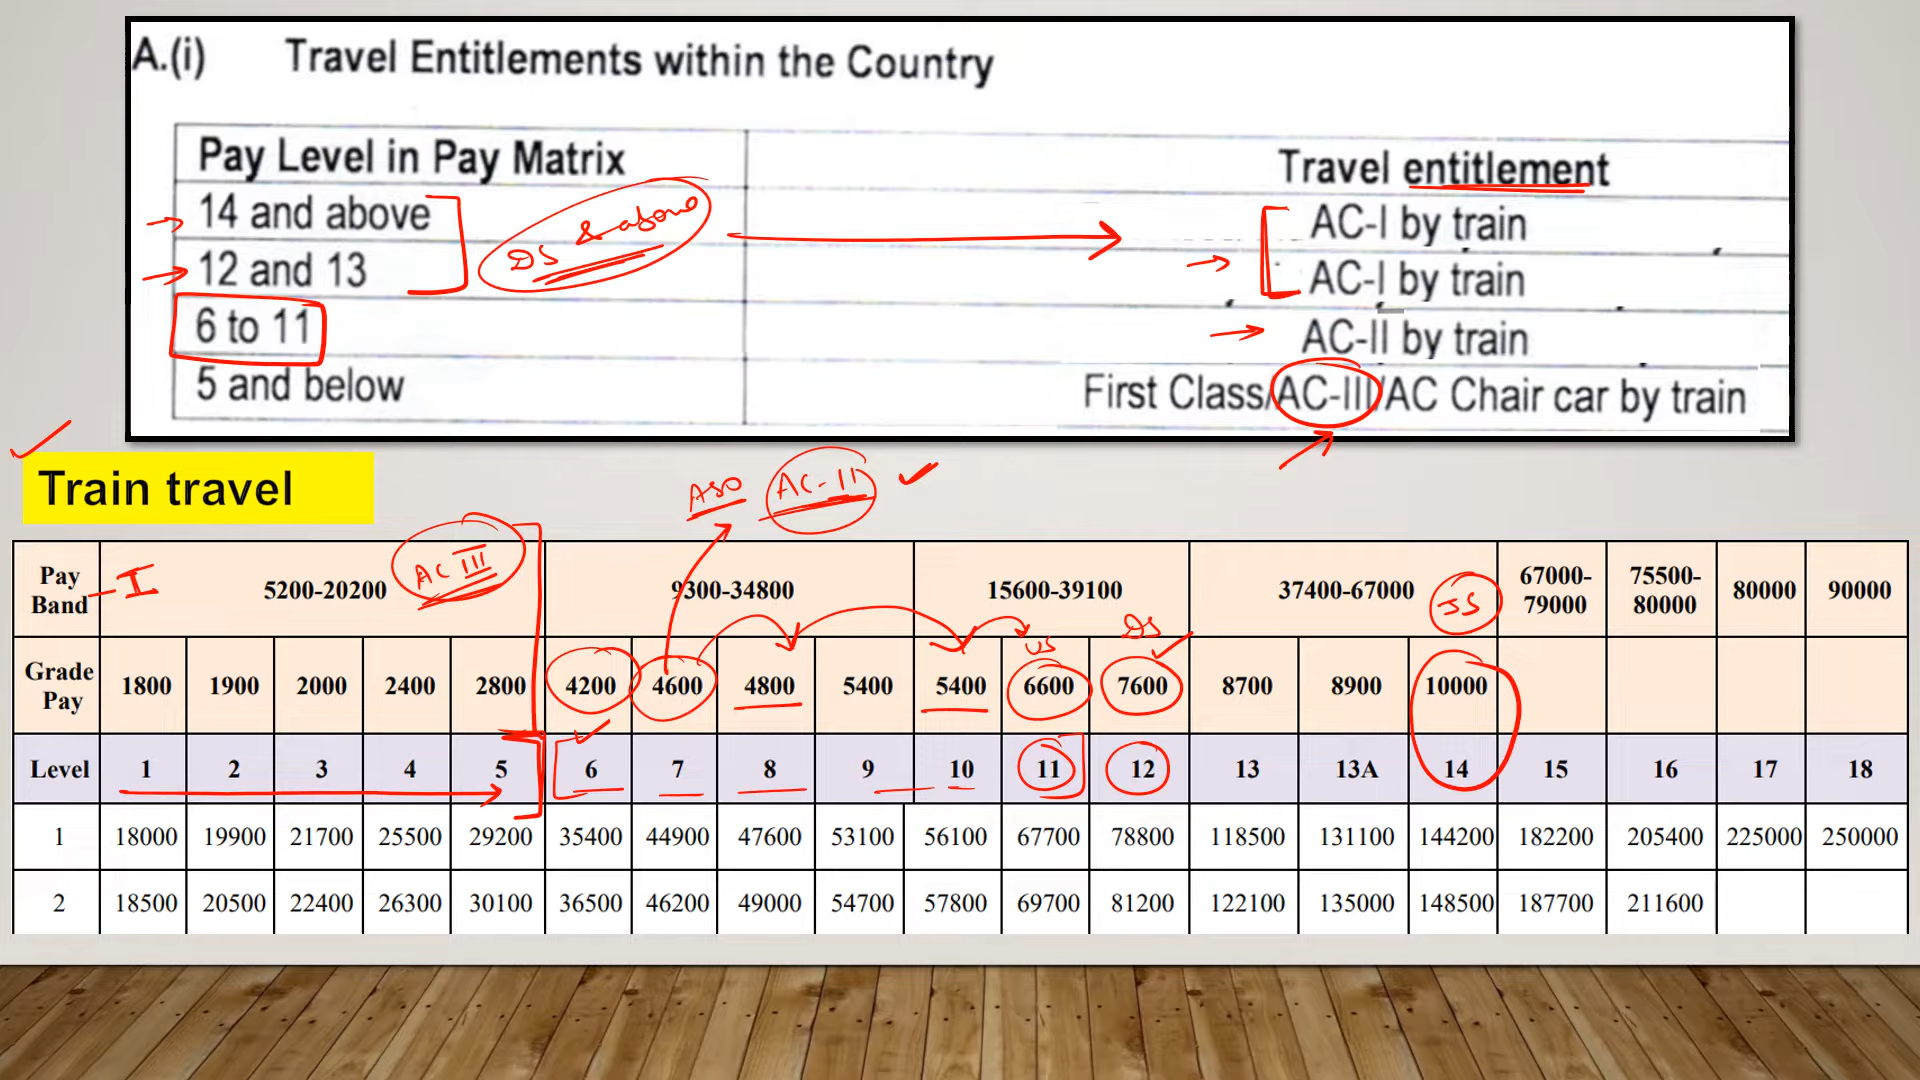 A.(i) Travel Entitlements within the Country
Pay Level in Pay Matrix Travel entitlement
14 and above AC-I by train
DS & above
12 and 13 AC-I by train
6 to 11 AC-II by train
5 and below First Class/AC-III/AC Chair car by train
Train travel
ASO AC-II
Pay Band - I 5200-20200 AC III 9300-34800 15600-39100 37400-67000 JS 67000-79000 75500-80000 80000 90000
US DS
Grade Pay 1800 1900 2000 2400 2800 4200 4600 4800 5400 5400 6600 7600 8700 8900 10000
Level 1 2 3 4 5 6 7 8 9 10 11 12 13 13A 14 15 16 17 18
1 18000 19900 21700 25500 29200 35400 44900 47600 53100 56100 67700 78800 118500 131100 144200 182200 205400 225000 250000
2 18500 20500 22400 26300 30100 36500 46200 49000 54700 57800 69700 81200 122100 135000 148500 187700 211600